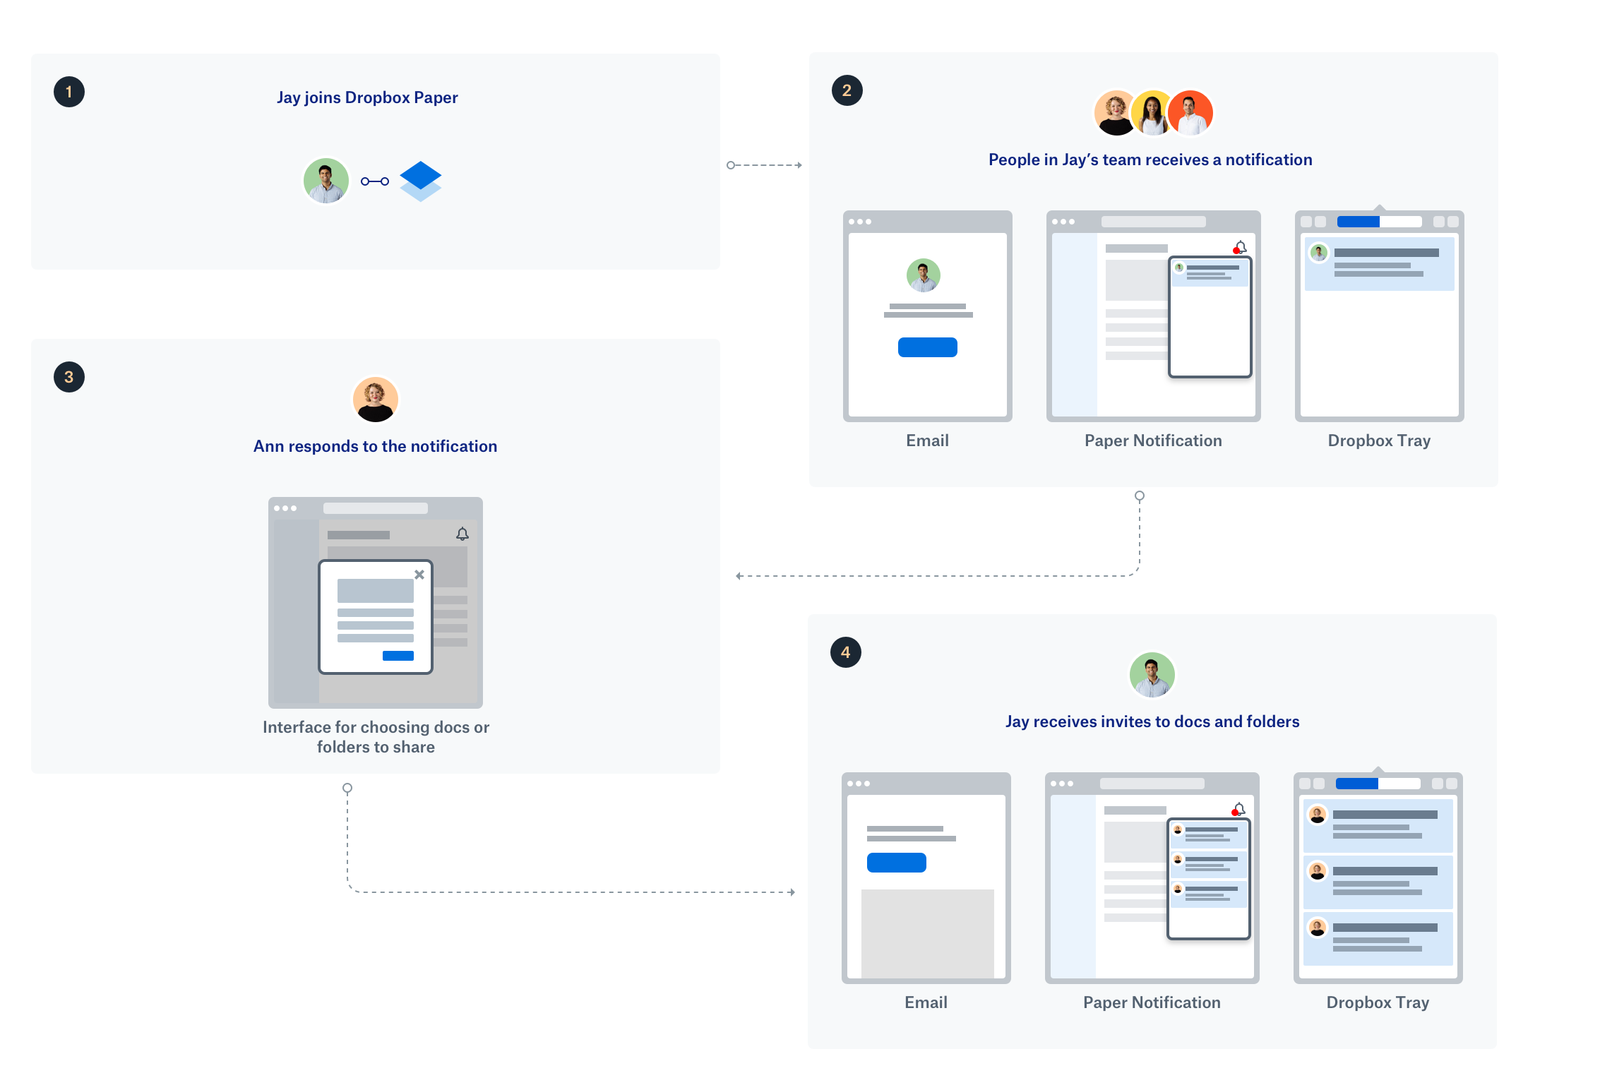 1
Jay joins Dropbox Paper
2
People in Jay’s team receives a notification
Email
Paper Notification
Dropbox Tray
3
Ann responds to the notification
Interface for choosing docs or
folders to share
4
Jay receives invites to docs and folders
Email
Paper Notification
Dropbox Tray